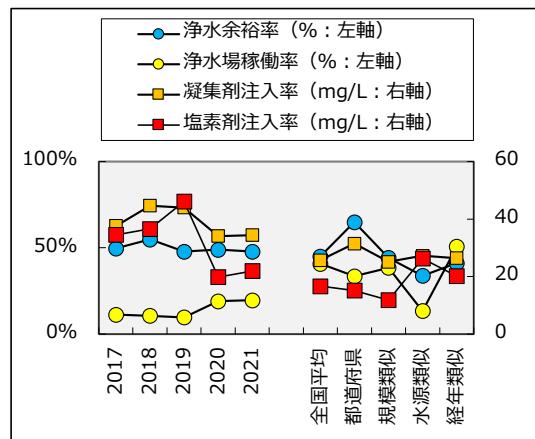 浄水余裕率（%：左軸）
浄水場稼働率（%：左軸）
凝集剤注入率（mg/L：右軸）
塩素剤注入率（mg/L：右軸）
100%
50%
0%
60
40
20
0
2017
2018
2019
2020
2021
全国平均
都道府県
規模類似
水源類似
経年類似